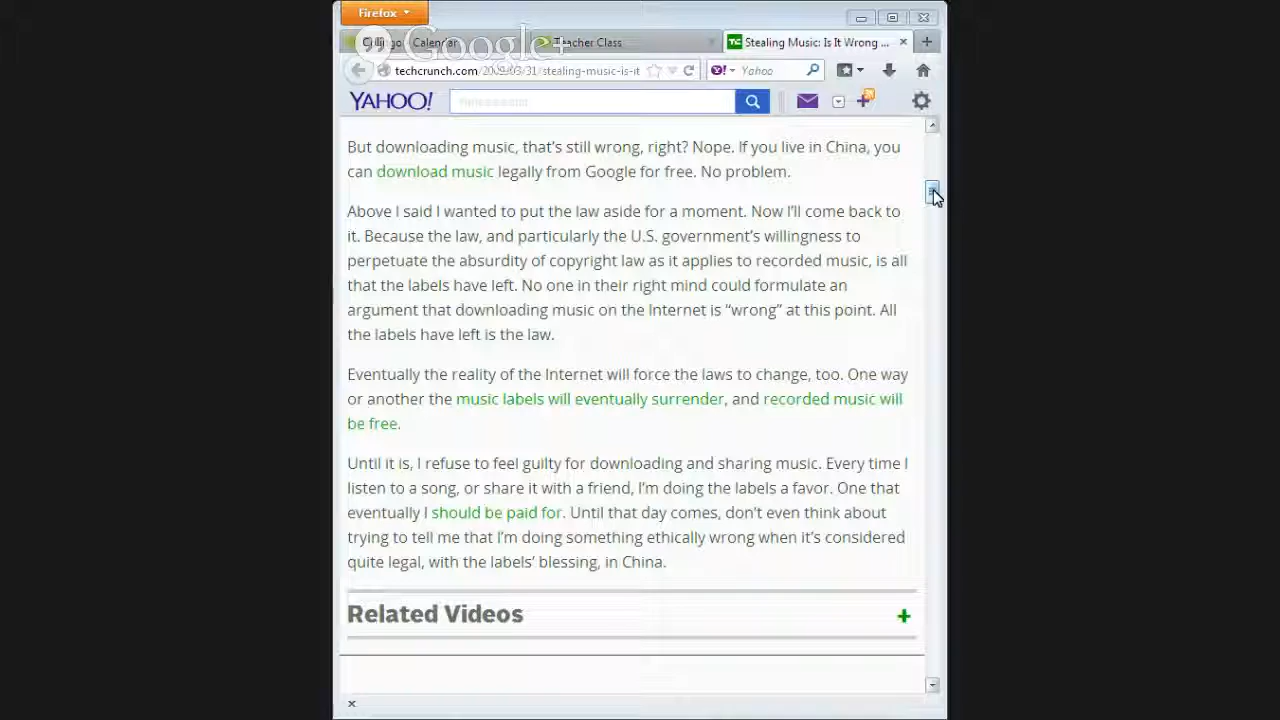 Firefox
Google+
Calendar
Teacher Class
Stealing Music: Is It Wrong ...
techcrunch.com/2009/03/31/stealing-music-is-it
Yahoo
YAHOO!
But downloading music, that's still wrong, right? Nope. If you live in China, you
can download music legally from Google for free. No problem.
Above I said I wanted to put the law aside for a moment. Now I'll come back to
it. Because the law, and particularly the U.S. government's willingness to
perpetuate the absurdity of copyright law as it applies to recorded music, is all
that the labels have left. No one in their right mind could formulate an
argument that downloading music on the Internet is “wrong” at this point. All
the labels have left is the law.
Eventually the reality of the Internet will force the laws to change, too. One way
or another the music labels will eventually surrender, and recorded music will
be free.
Until it is, I refuse to feel guilty for downloading and sharing music. Every time I
listen to a song, or share it with a friend, I'm doing the labels a favor. One that
eventually I should be paid for. Until that day comes, don't even think about
trying to tell me that I'm doing something ethically wrong when it's considered
quite legal, with the labels' blessing, in China.
Related Videos